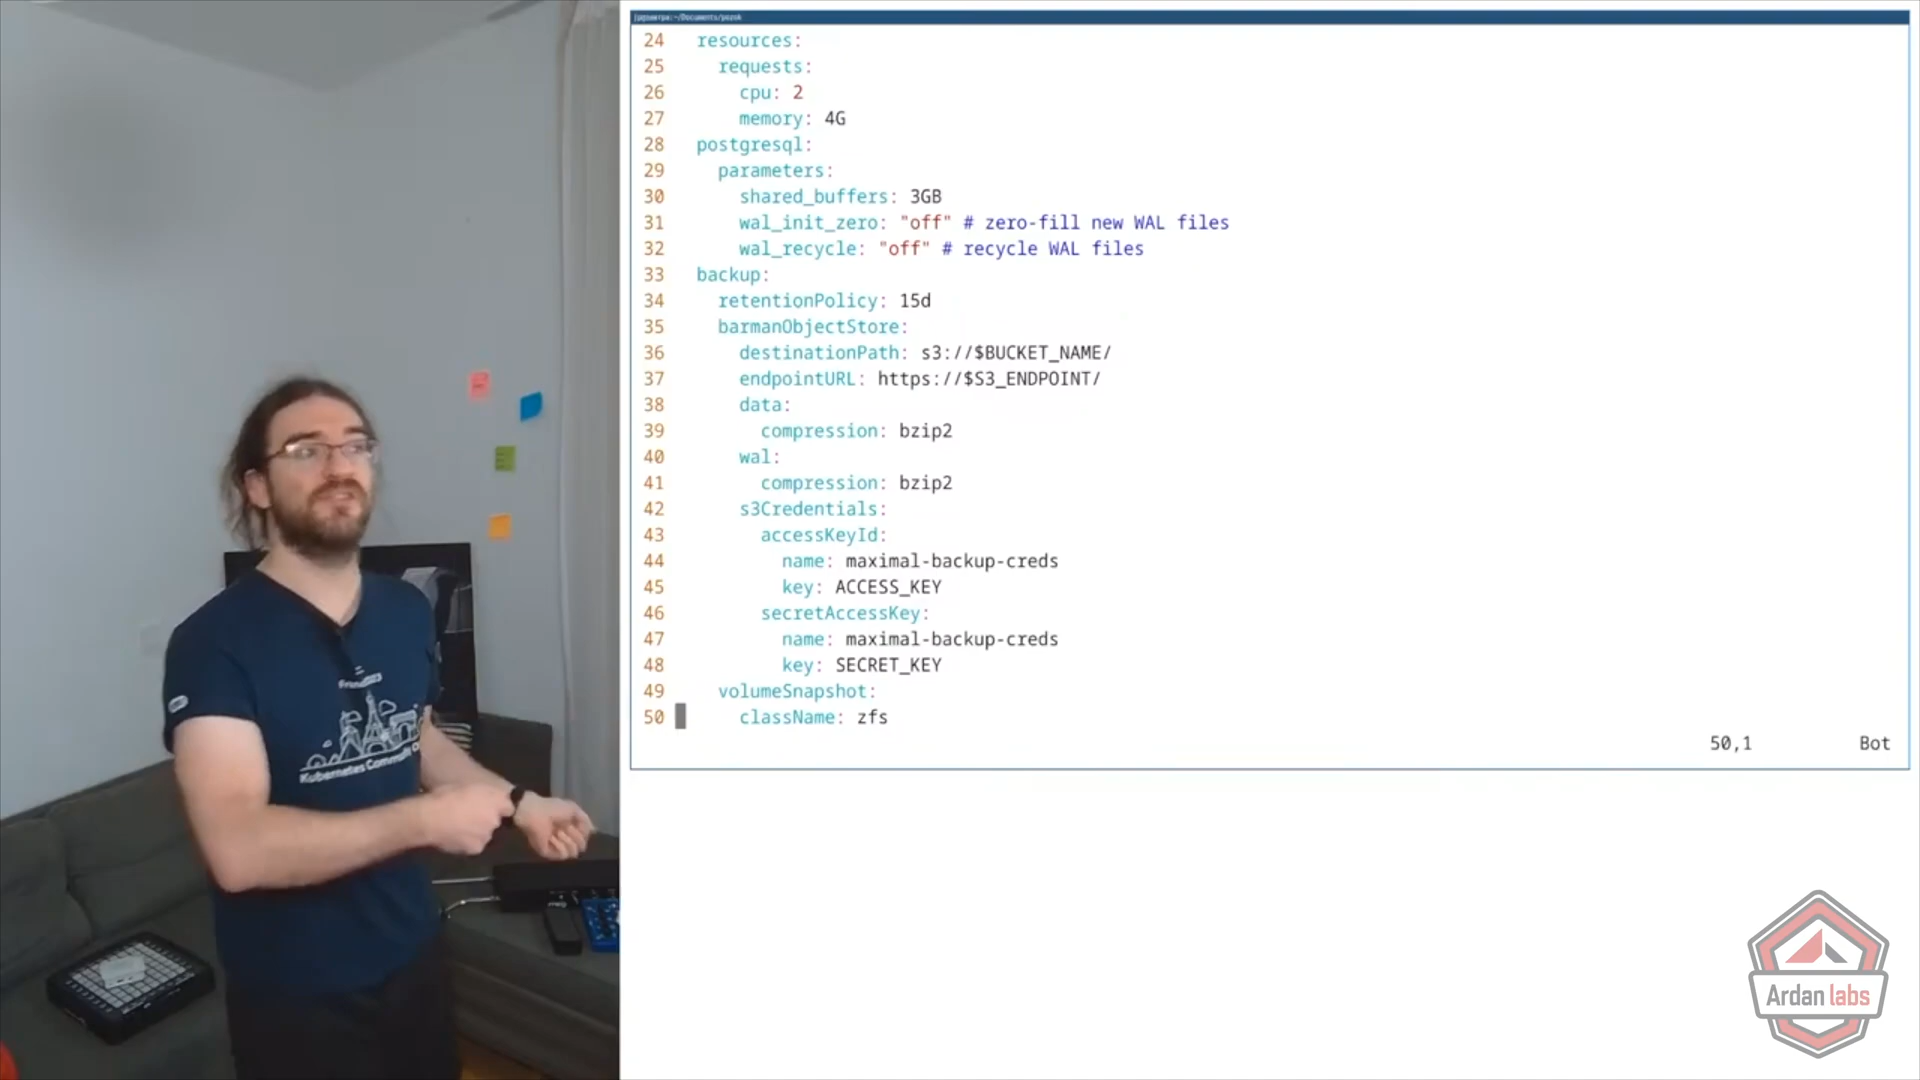 24 resources:
25 requests:
26 cpu: 2
27 memory: 4G
28 postgresql:
29 parameters:
30 shared_buffers: 3GB
31 wal_init_zero: "off" # zero-fill new WAL files
32 wal_recycle: "off" # recycle WAL files
33 backup:
34 retentionPolicy: 15d
35 barmanObjectStore:
36 destinationPath: s3://$BUCKET_NAME/
37 endpointURL: https://$S3_ENDPOINT/
38 data:
39 compression: bzip2
40 wal:
41 compression: bzip2
42 s3Credentials:
43 accessKeyId:
44 name: maximal-backup-creds
45 key: ACCESS_KEY
46 secretAccessKey:
47 name: maximal-backup-creds
48 key: SECRET_KEY
49 volumeSnapshot:
50 className: zfs
50,1 Bot
Kubernetes
Ardan labs